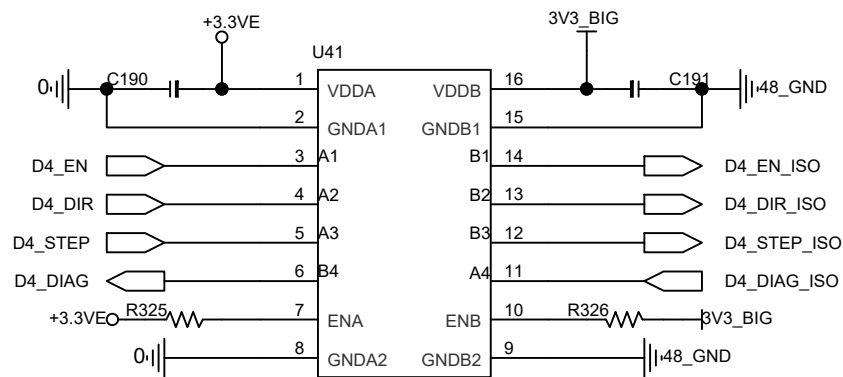 +3.3VE 3V3_BIG
U41
0 C190 1 VDDA VDDB 16 C191 48_GND
2 GNDA1 GNDB1 15
D4_EN 3 A1 B1 14 D4_EN_ISO
D4_DIR 4 A2 B2 13 D4_DIR_ISO
D4_STEP 5 A3 B3 12 D4_STEP_ISO
D4_DIAG 6 B4 A4 11 D4_DIAG_ISO
+3.3VE R325 7 ENA ENB 10 R326 3V3_BIG
0 8 GNDA2 GNDB2 9 48_GND